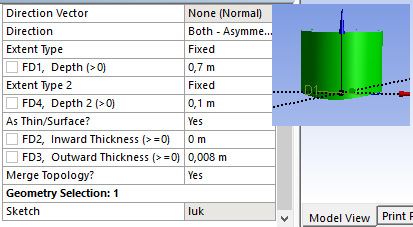 Direction Vector None (Normal)
Direction Both - Asymme...
Extent Type Fixed
FD1, Depth (>0) 0,7 m
Extent Type 2 Fixed
FD4, Depth 2 (>0) 0,1 m
As Thin/Surface? Yes
FD2, Inward Thickness (>=0) 0 m
FD3, Outward Thickness (>=0) 0,008 m
Merge Topology? Yes
Geometry Selection: 1
Sketch luk
D1
Model View Print P